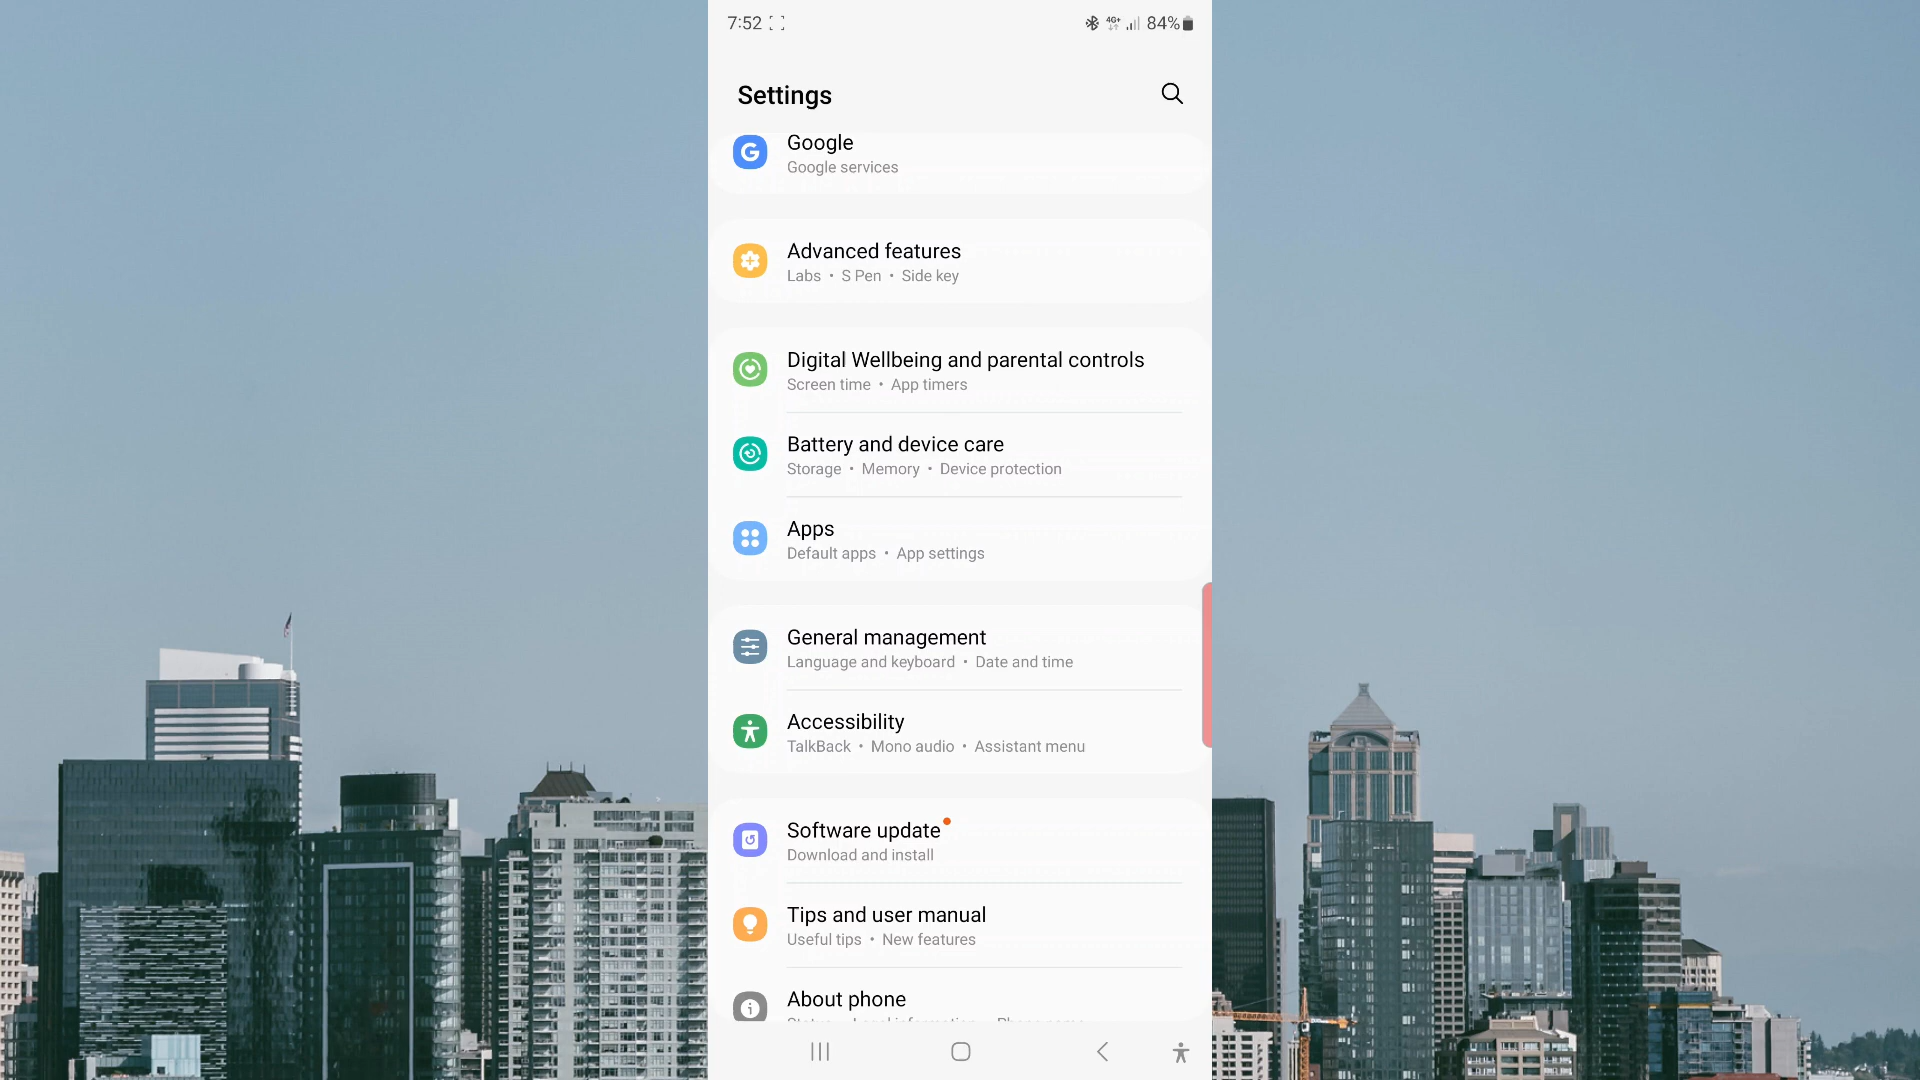 7:52 4G+ 84%
Settings
Google
Google services
Advanced features
Labs • S Pen • Side key
Digital Wellbeing and parental controls
Screen time • App timers
Battery and device care
Storage • Memory • Device protection
Apps
Default apps • App settings
General management
Language and keyboard • Date and time
Accessibility
TalkBack • Mono audio • Assistant menu
Software update
Download and install
Tips and user manual
Useful tips • New features
About phone